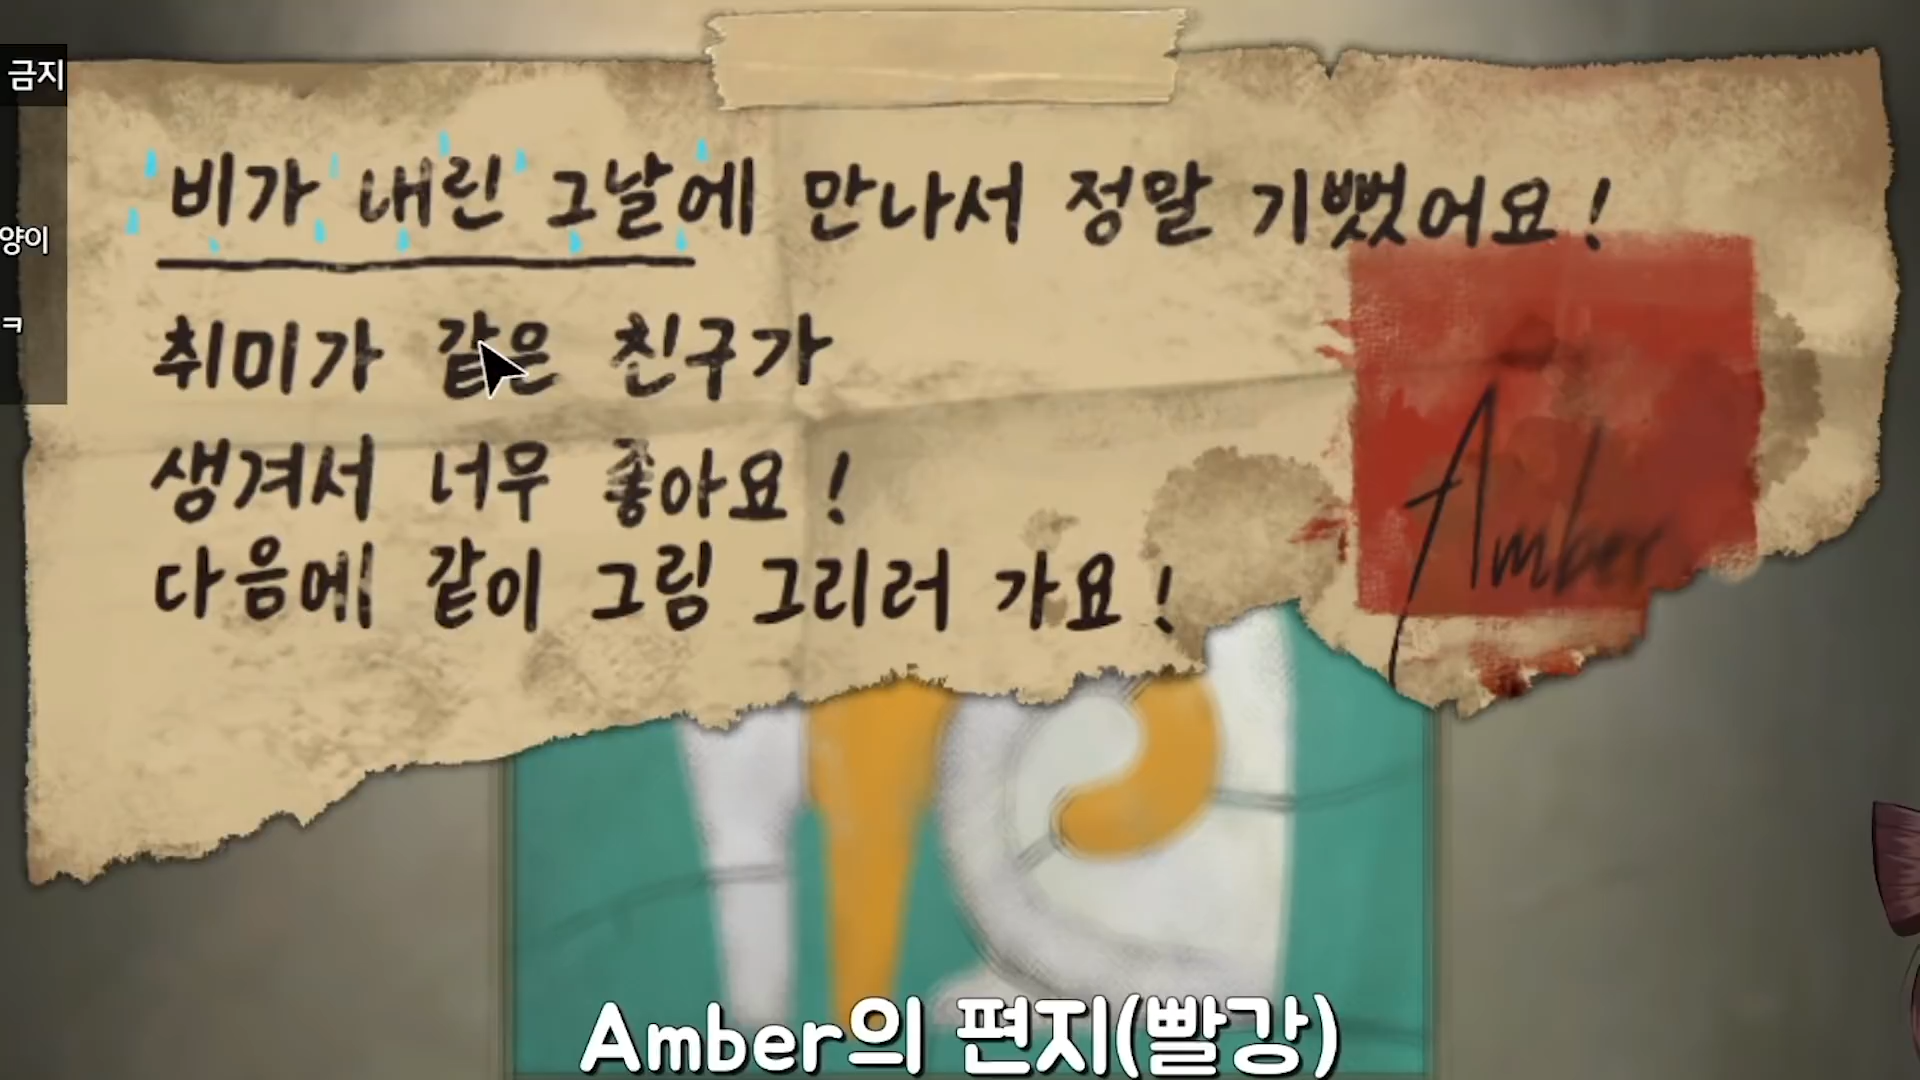 금지
비가 내린 그날에 만나서 정말 기뻤어요!
양이
ㅋ
취미가 같은 친구가
생겨서 너무 좋아요!
다음에 같이 그림 그리러 가요!
Amber
Amber의 편지(빨강)